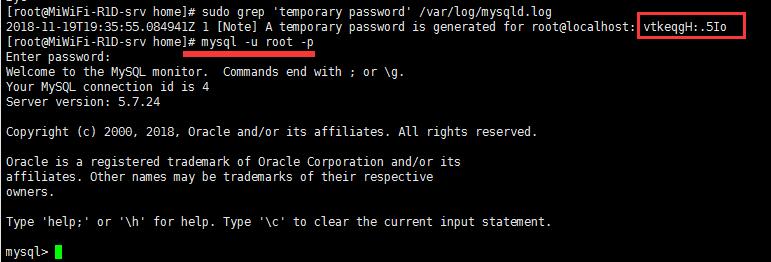 [root@MiWiFi-R1D-srv home]# sudo grep 'temporary password' /var/log/mysqld.log
2018-11-19T19:35:55.084941Z 1 [Note] A temporary password is generated for root@localhost: vtkeqgH:.5Io
[root@MiWiFi-R1D-srv home]# mysql -u root -p
Enter password:
Welcome to the MySQL monitor.  Commands end with ; or \g.
Your MySQL connection id is 4
Server version: 5.7.24

Copyright (c) 2000, 2018, Oracle and/or its affiliates. All rights reserved.

Oracle is a registered trademark of Oracle Corporation and/or its
affiliates. Other names may be trademarks of their respective
owners.

Type 'help;' or '\h' for help. Type '\c' to clear the current input statement.

mysql>